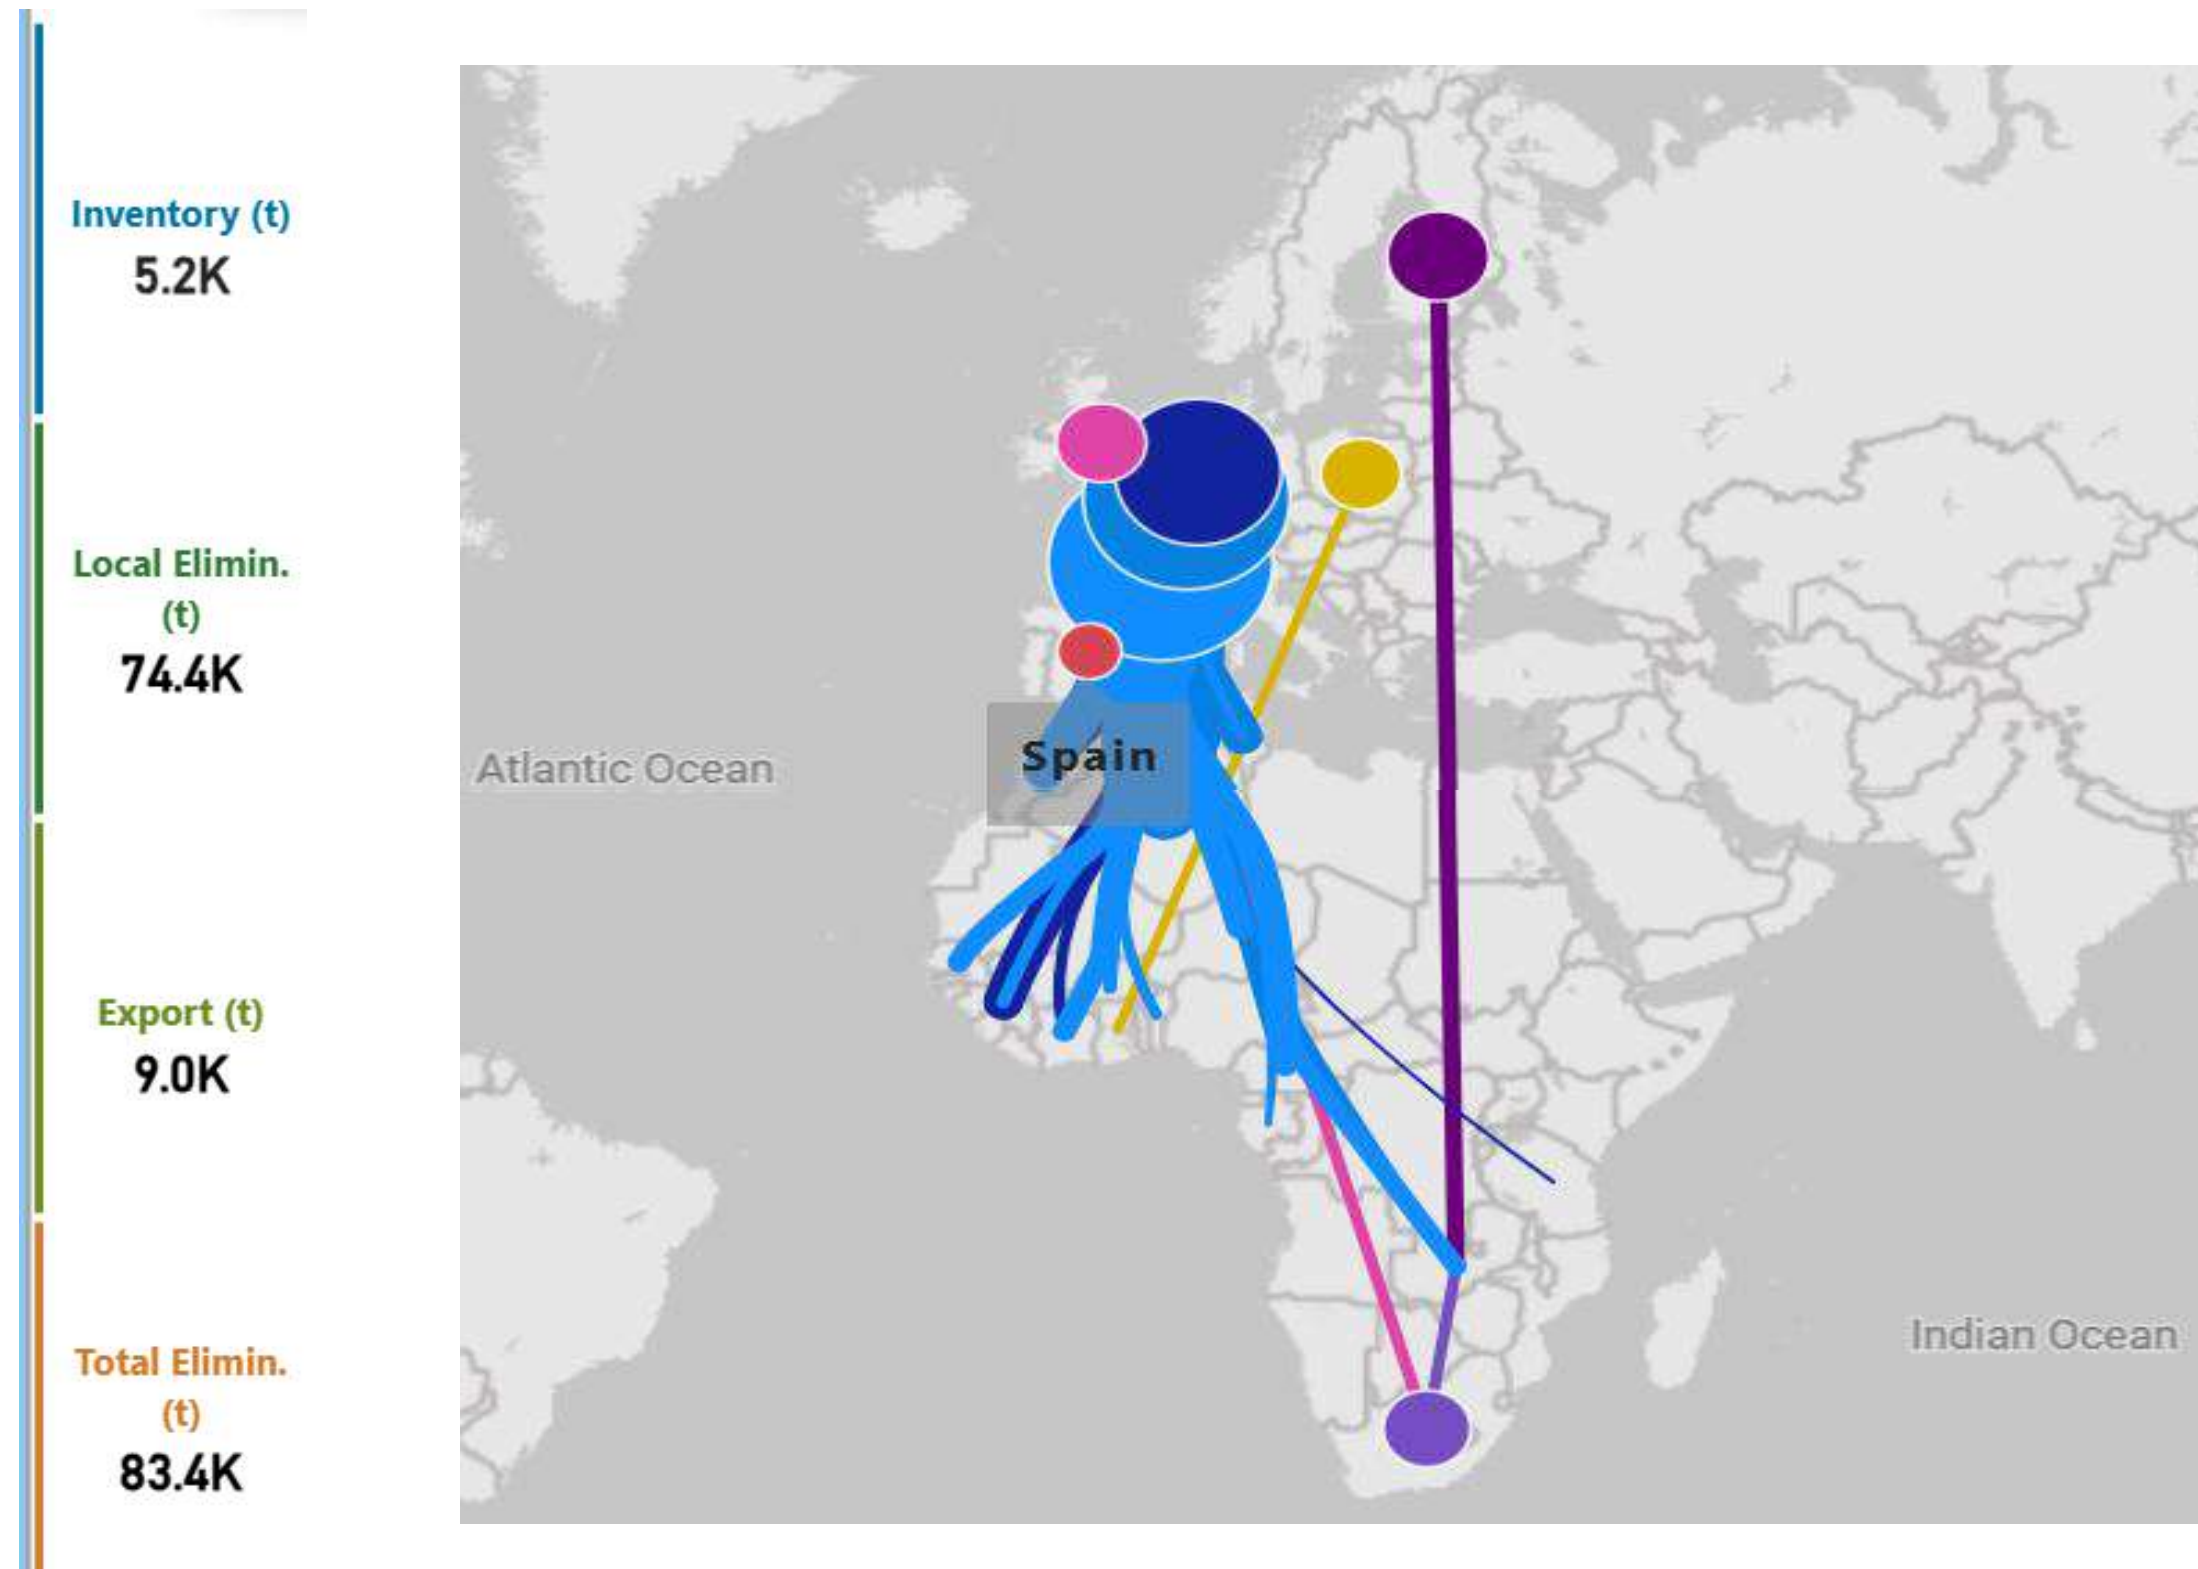 Inventory (t)
5.2K
Local Elimin.
(t)
74.4K
Export (t)
9.0K
Total Elimin.
(t)
83.4K
Spain
Atlantic Ocean
Indian Ocean